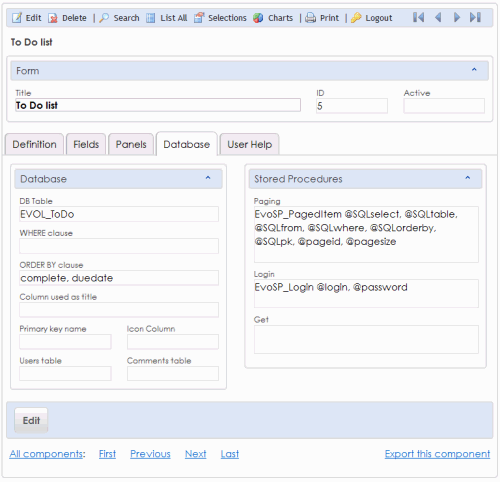 Edit Delete | Search List All Selections Charts | Print | Logout
To Do list
Form
Title ID Active
To Do list 5
Definition Fields Panels Database User Help
Database
DB Table
EVOL_ToDo
WHERE clause
ORDER BY clause
complete, duedate
Column used as title
Primary key name Icon Column
Users table Comments table
Stored Procedures
Paging
EvoSP_PagedItem @SQLselect, @SQLtable,
@SQLfrom, @SQLwhere, @SQLorderby,
@SQLpk, @pageid, @pagesize
Login
EvoSP_Login @login, @password
Get
Edit
All components: First Previous Next Last Export this component